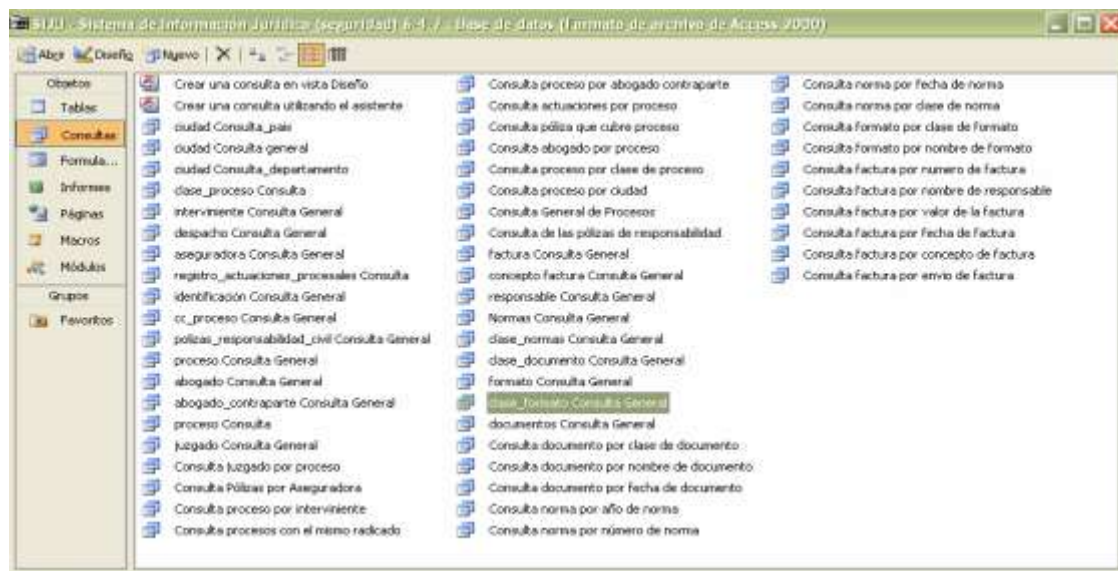 SIJU - Sistema de Información Jurídica (seguridad) 6-4-7 : Base de datos (Formato de archivo de Access 2000)
Abrir Diseño Nuevo
Objetos
Tablas
Consultas
Formula...
Informes
Páginas
Macros
Módulos
Grupos
Favoritos
Crear una consulta en vista Diseño
Crear una consulta utilizando el asistente
ciudad Consulta_pais
ciudad Consulta general
ciudad Consulta_departamento
clase_proceso Consulta
interviniente Consulta General
despacho Consulta General
aseguradora Consulta General
registro_actuaciones_procesales Consulta
identificación Consulta General
cc_proceso Consulta General
polizas_responsabilidad_civil Consulta General
proceso Consulta General
abogado Consulta General
abogado_contraparte Consulta General
proceso Consulta
juzgado Consulta General
Consulta Juzgado por proceso
Consulta Pólizas por Aseguradora
Consulta proceso por interviniente
Consulta procesos con el mismo radicado
Consulta proceso por abogado contraparte
Consulta actuaciones por proceso
Consulta póliza que cubre proceso
Consulta abogado por proceso
Consulta proceso por clase de proceso
Consulta proceso por ciudad
Consulta General de Procesos
Consulta de las pólizas de responsabilidad
factura Consulta General
concepto factura Consulta General
responsable Consulta General
Normas Consulta General
clase_normas Consulta General
clase_documento Consulta General
formato Consulta General
clase_formato Consulta General
documentos Consulta General
Consulta documento por clase de documento
Consulta documento por nombre de documento
Consulta documento por fecha de documento
Consulta norma por año de norma
Consulta norma por número de norma
Consulta norma por fecha de norma
Consulta norma por clase de norma
Consulta formato por clase de formato
Consulta formato por nombre de formato
Consulta factura por numero de factura
Consulta factura por nombre de responsable
Consulta factura por valor de la factura
Consulta factura por fecha de factura
Consulta factura por concepto de factura
Consulta factura por envio de factura